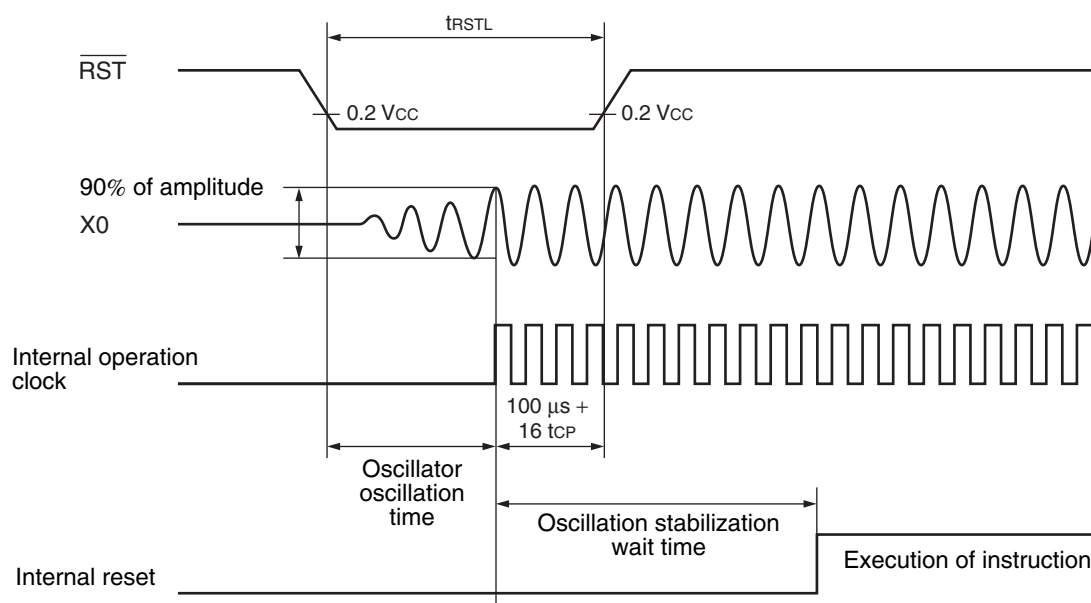 tRSTL
RST
0.2 VCC
0.2 VCC
90% of amplitude
X0
Internal operation
clock
100 μs +
16 tCP
Oscillator
oscillation
time
Oscillation stabilization
wait time
Execution of instruction
Internal reset